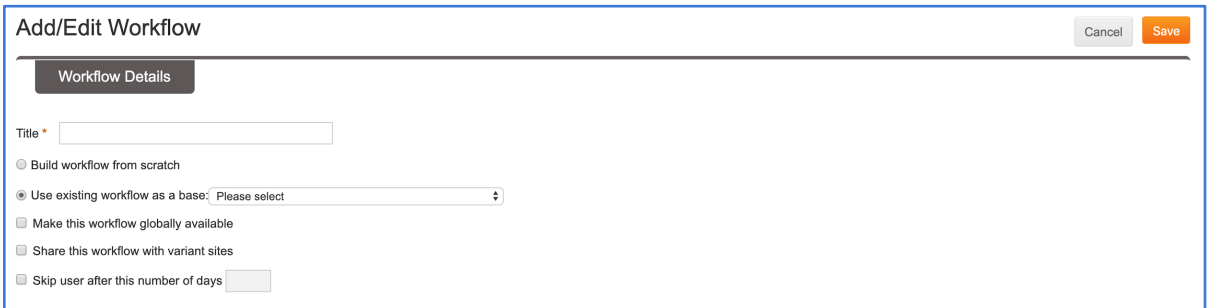 Add/Edit Workflow
Cancel
Save
Workflow Details
Title *
Build workflow from scratch
Use existing workflow as a base: Please select
Make this workflow globally available
Share this workflow with variant sites
Skip user after this number of days